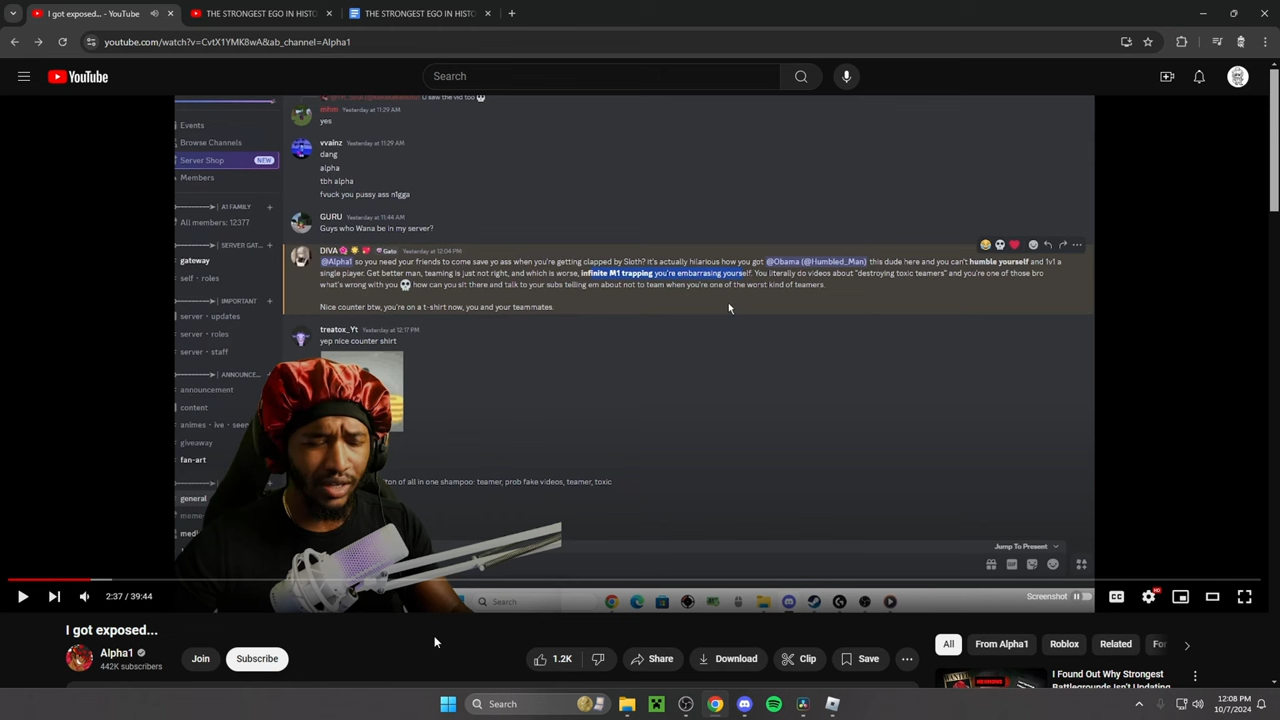 I got exposed... - YouTube
THE STRONGEST EGO IN HISTO
THE STRONGEST EGO IN HISTO
youtube.com/watch?v=CvtX1YMK8wA&ab_channel=Alpha1
YouTube
Search
Events
Browse Channels
Server Shop NEW
Members
A1 FAMILY
All members: 12377
SERVER GAT...
gateway
self • roles
IMPORTANT
server • updates
server • roles
server • staff
ANNOUNCE...
announcement
content
animes • ive • seen
giveaway
fan-art
general
U saw the vid too
mhm Yesterday at 11:29 AM
yes
vvainz Yesterday at 11:29 AM
dang
alpha
tbh alpha
fvuck you pussy ass n1gga
GURU Yesterday at 11:44 AM
Guys who Wana be in my server?
DIVA Gato Yesterday at 12:04 PM
@Alpha1 so you need your friends to come save yo ass when you're getting clapped by Sloth? it's actually hilarious how you got @Obama (@Humbled_Man) this dude here and you can't humble yourself and 1v1 a
single player. Get better man, teaming is just not right, and which is worse, infinite M1 trapping you're embarrasing yourself. You literally do videos about "destroying toxic teamers" and you're one of those bro
what's wrong with you how can you sit there and talk to your subs telling em about not to team when you're one of the worst kind of teamers.
Nice counter btw, you're on a t-shirt now, you and your teammates.
treatox_Yt Yesterday at 12:17 PM
yep nice counter shirt
of all in one shampoo: teamer, prob fake videos, teamer, toxic
Jump To Present
Search
Screenshot
2:37 / 39:44
CC
HD
I got exposed...
Alpha1
442K subscribers
Join
Subscribe
1.2K
Share
Download
Clip
Save
All
From Alpha1
Roblox
Related
I Found Out Why Strongest
Battlegrounds Isn't Updating
Search
12:08 PM
10/7/2024